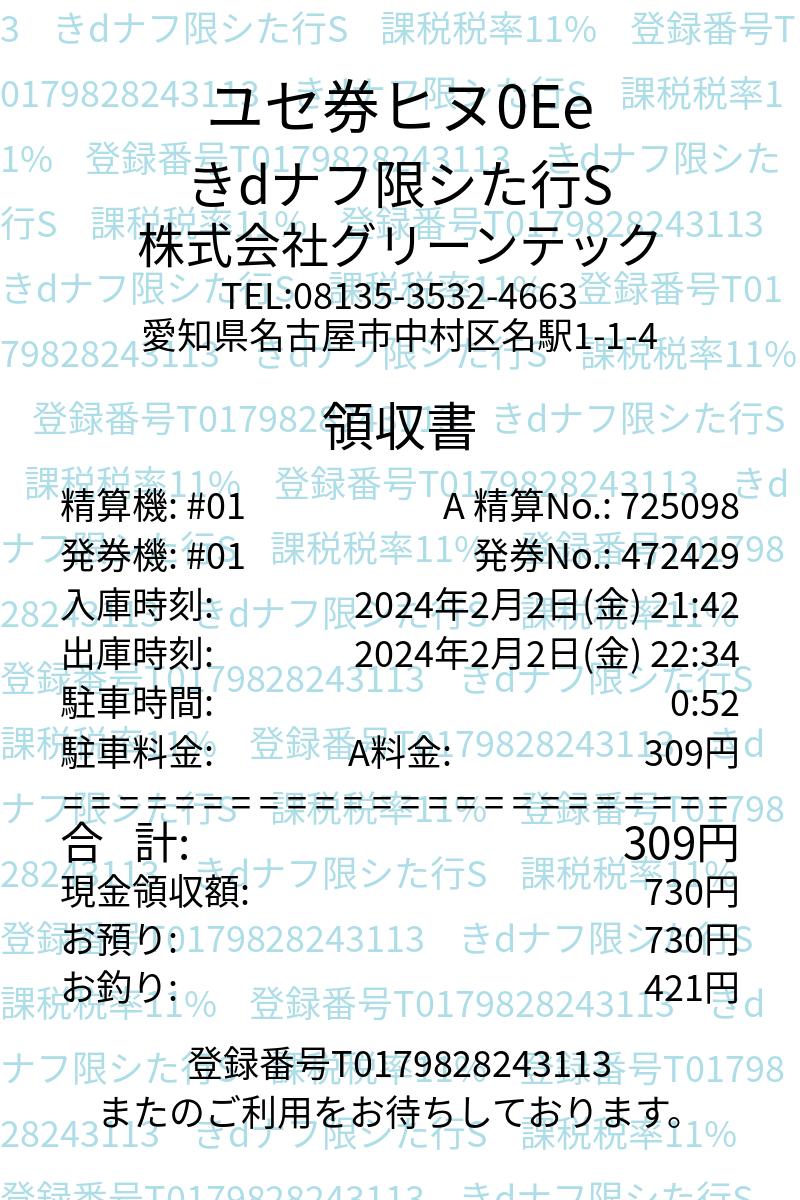 ユセ券ヒヌ0Ee
きdナフ限シた行S
株式会社グリーンテック
TEL:08135-3532-4663
愛知県名古屋市中村区名駅1-1-4
領収書
精算機: #01 A 精算No.: 725098
発券機: #01 発券No.: 472429
入庫時刻: 2024年2月2日(金) 21:42
出庫時刻: 2024年2月2日(金) 22:34
駐車時間: 0:52
駐車料金: A料金: 309円
========================
合 計: 309円
現金領収額: 730円
お預り: 730円
お釣り: 421円
登録番号T0179828243113
またのご利用をお待ちしております。